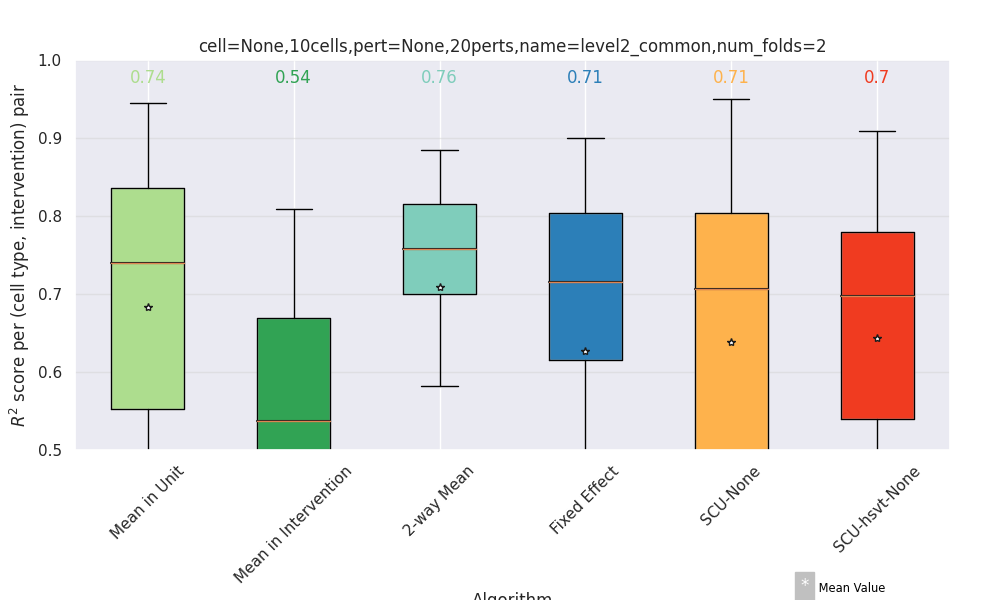 cell=None,10cells,pert=None,20perts,name=level2_common,num_folds=2
1.0
0.9
0.8
0.7
0.6
0.5
R² score per (cell type, intervention) pair
0.74
0.54
0.76
0.71
0.71
0.7
Mean in Unit
Mean in Intervention
2-way Mean
Fixed Effect
SCU-None
SCU-hsvt-None
Algorithm
* Mean Value